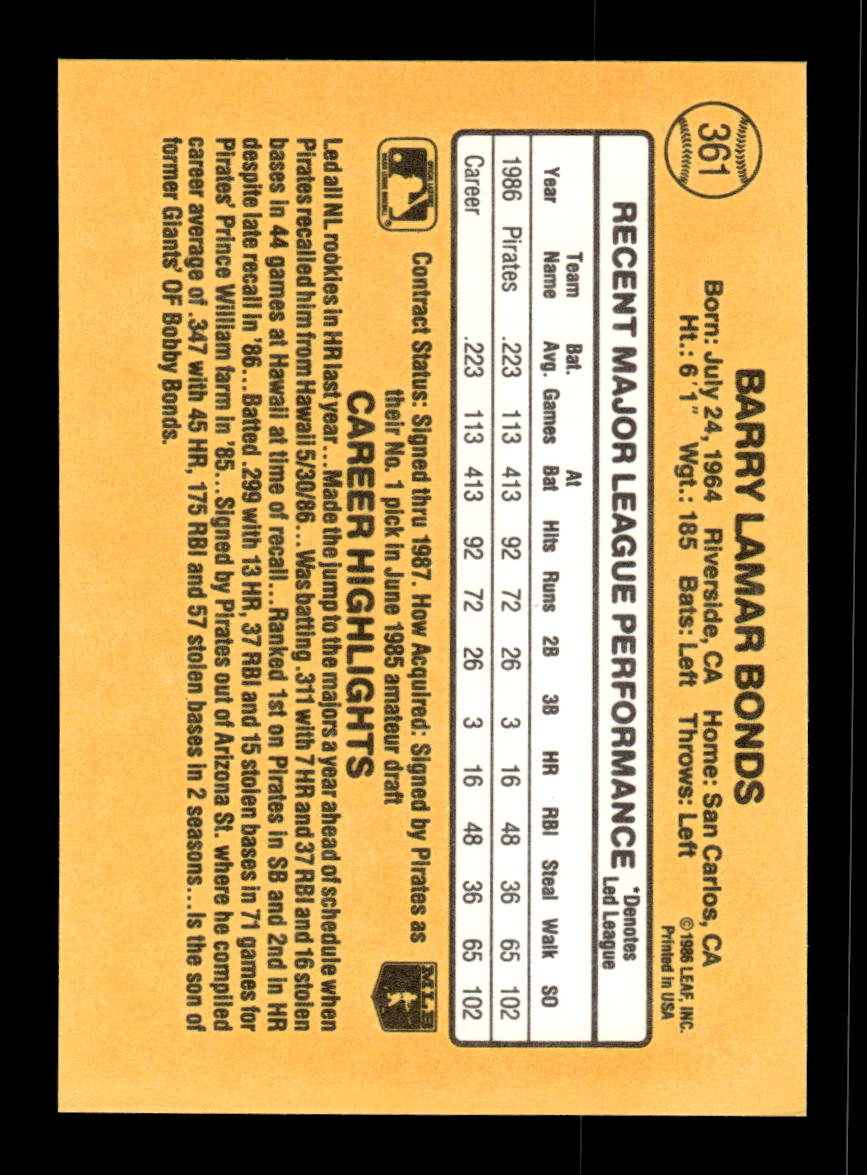 361
BARRY LAMAR BONDS
Born: July 24, 1964 Riverside, CA Home: San Carlos, CA
Ht.: 6'1" Wgt.: 185 Bats: Left Throws: Left
©1986 LEAF, INC.
Printed in USA
RECENT MAJOR LEAGUE PERFORMANCE
*Denotes
Led League
Year Team Name Bat. Avg. Games At Bat Hits Runs 2B 3B HR RBI Steal Walk SO
1986 Pirates .223 113 413 92 72 26 3 16 48 36 65 102
Career .223 113 413 92 72 26 3 16 48 36 65 102
Contract Status: Signed thru 1987. How Acquired: Signed by Pirates as
their No. 1 pick in June 1985 amateur draft
MLB
CAREER HIGHLIGHTS
Led all NL rookies in HR last year...Made the jump to the majors a year ahead of schedule when
Pirates recalled him from Hawaii 5/30/86...Was batting .311 with 7 HR and 37 RBI and 16 stolen
bases in 44 games at Hawaii at time of recall...Ranked 1st on Pirates in SB and 2nd in HR
despite late recall in '86...Batted .299 with 13 HR, 37 RBI and 15 stolen bases in 71 games for
Pirates' Prince William farm in '85...Signed by Pirates out of Arizona St. where he compiled
career average of .347 with 45 HR, 175 RBI and 57 stolen bases in 2 seasons...Is the son of
former Giants' OF Bobby Bonds.